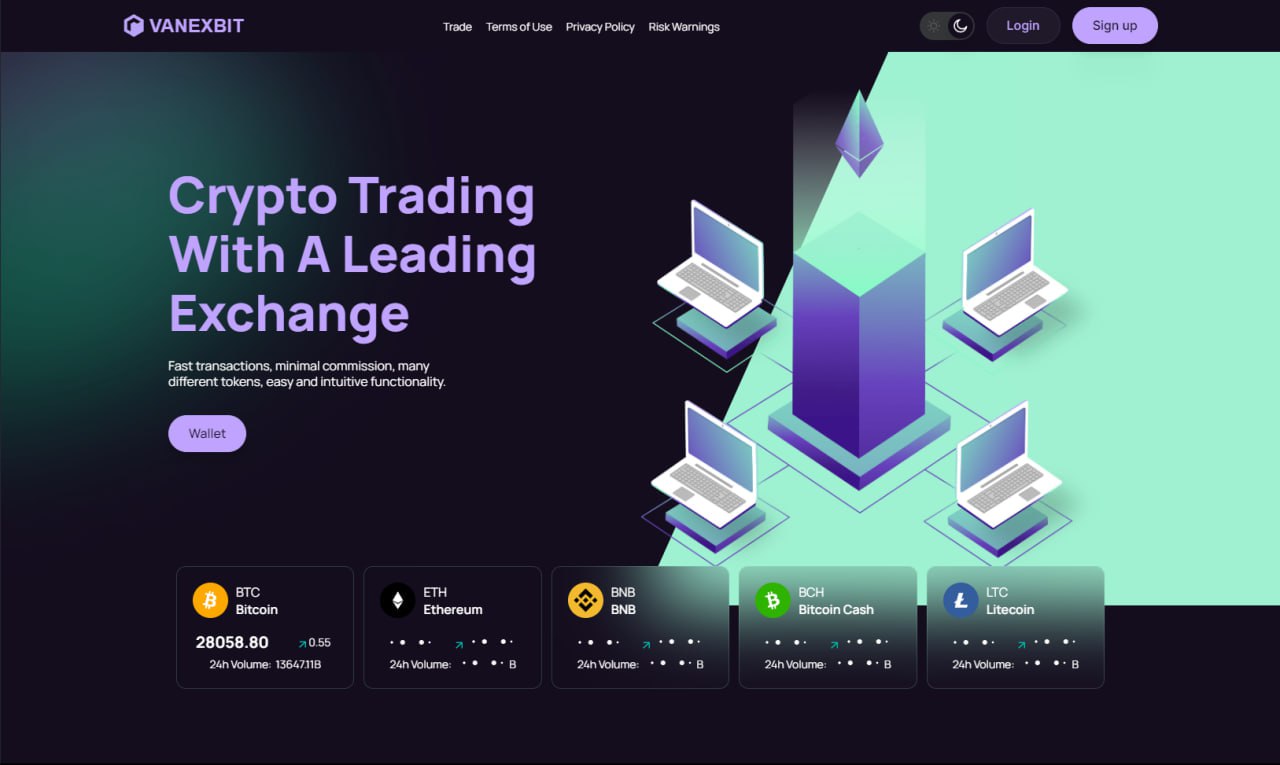 VANEXBIT
Trade
Terms of Use
Privacy Policy
Risk Warnings
Login
Sign up
Crypto Trading
With A Leading
Exchange
Fast transactions, minimal commission, many
different tokens, easy and intuitive functionality.
Wallet
BTC
Bitcoin
28058.80
0.55
24h Volume: 13647.11B
ETH
Ethereum
24h Volume: B
BNB
BNB
24h Volume: B
BCH
Bitcoin Cash
24h Volume: B
LTC
Litecoin
24h Volume: B